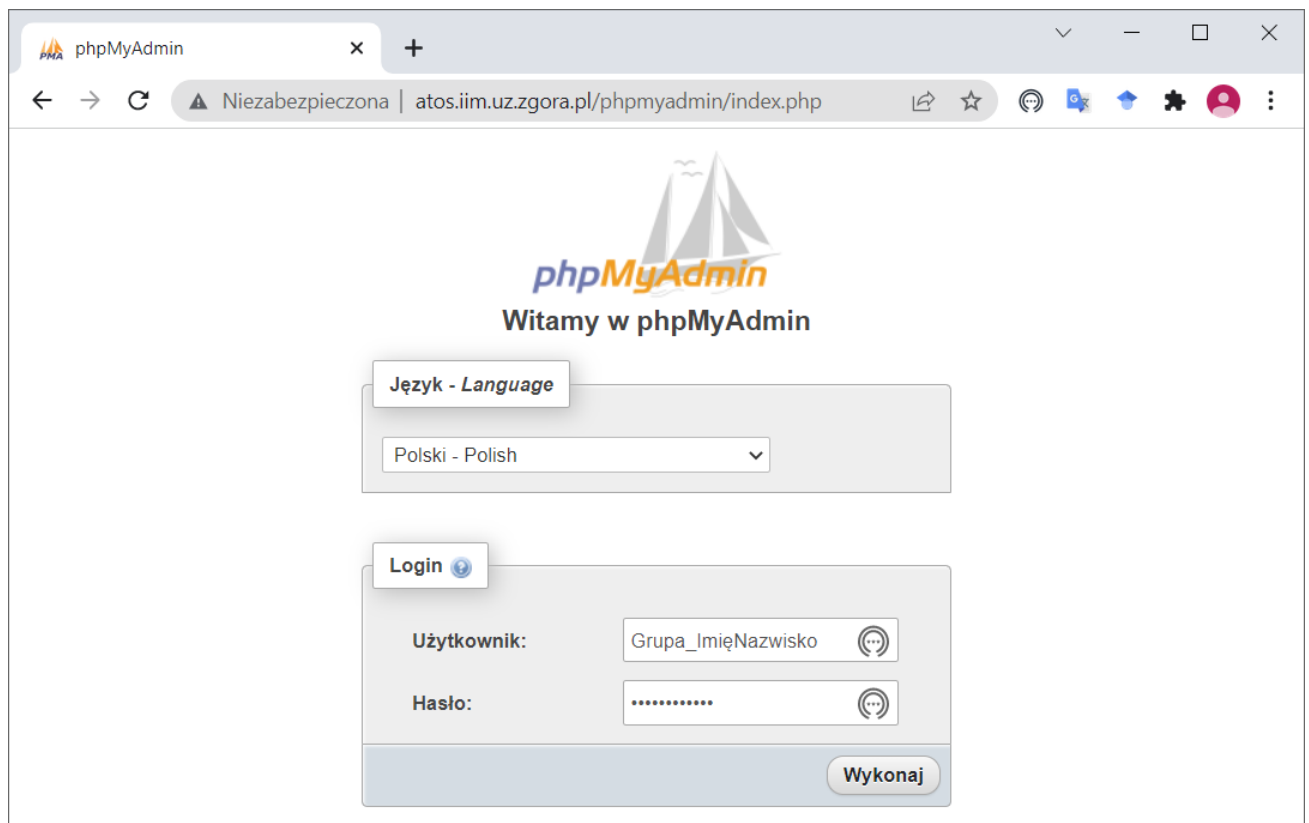 PMA phpMyAdmin
Niezabezpieczona | atos.iim.uz.zgora.pl/phpmyadmin/index.php
phpMyAdmin
Witamy w phpMyAdmin
Język - Language
Polski - Polish
Login
Użytkownik: Grupa_ImięNazwisko
Hasło: ••••••••••••
Wykonaj